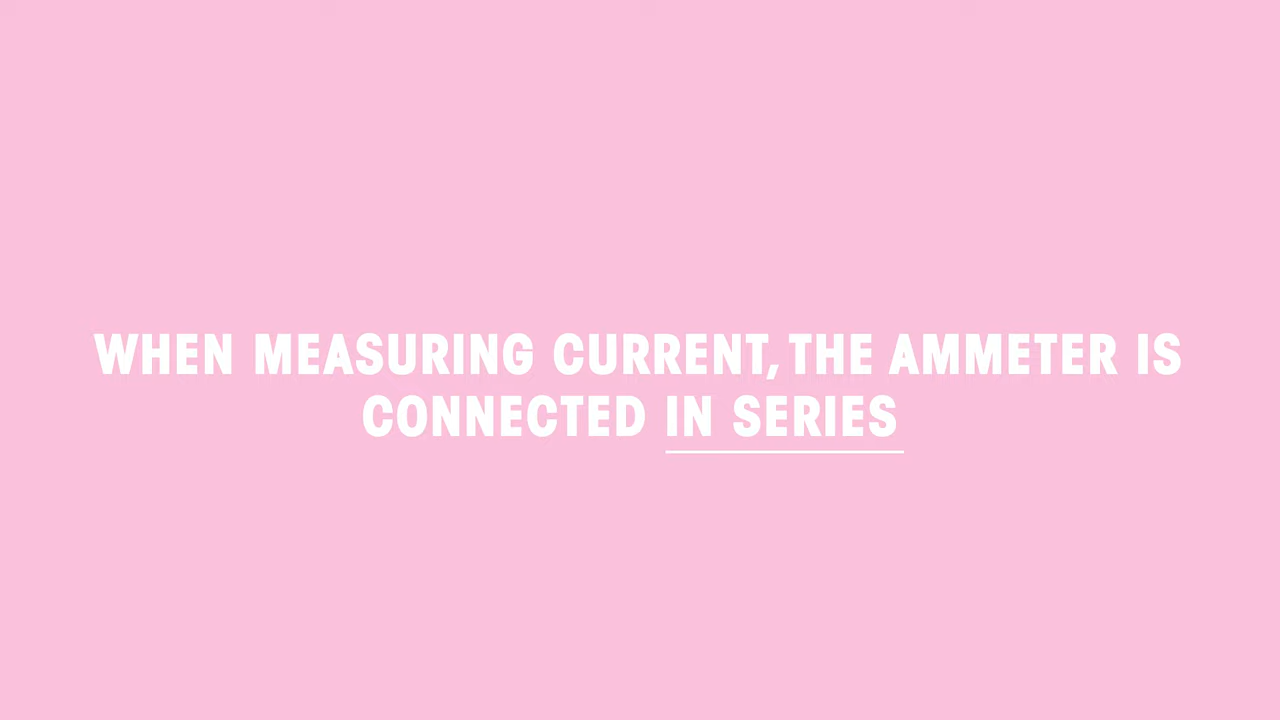 WHEN MEASURING CURRENT, THE AMMETER IS
CONNECTED IN SERIES